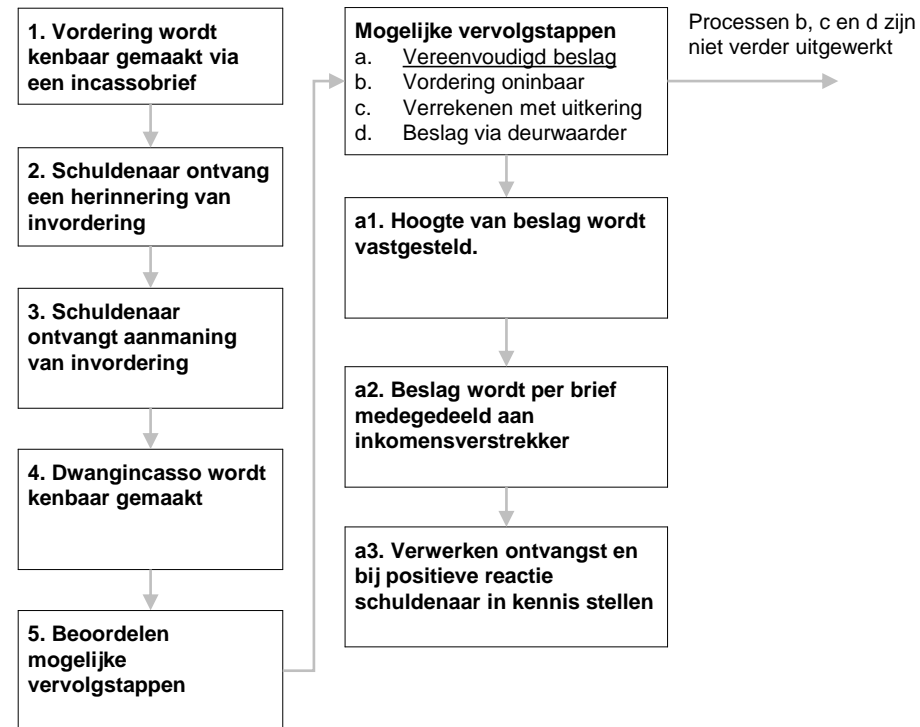 1. Vordering wordt
kenbaar gemaakt via
een incassobrief
2. Schuldenaar ontvang
een herinnering van
invordering
3. Schuldenaar
ontvangt aanmaning
van invordering
4. Dwangincasso wordt
kenbaar gemaakt
5. Beoordelen
mogelijke
vervolgstappen
Mogelijke vervolgstappen
a. Vereenvoudigd beslag
b. Vordering oninbaar
c. Verrekenen met uitkering
d. Beslag via deurwaarder
Processen b, c en d zijn
niet verder uitgewerkt
a1. Hoogte van beslag wordt
vastgesteld.
a2. Beslag wordt per brief
medegedeeld aan
inkomensverstrekker
a3. Verwerken ontvangst en
bij positieve reactie
schuldenaar in kennis stellen